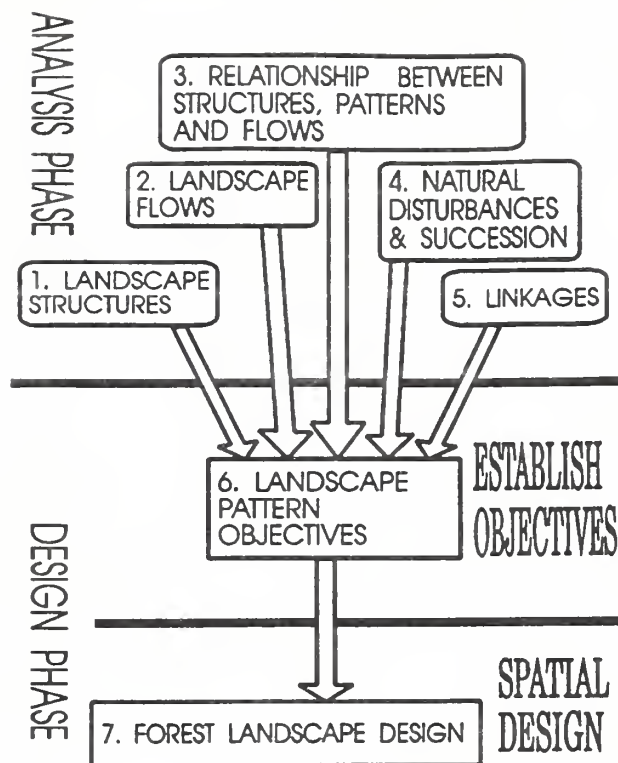 ANALYSIS PHASE
3. RELATIONSHIP BETWEEN
STRUCTURES, PATTERNS
AND FLOWS
2. LANDSCAPE
FLOWS
4. NATURAL
DISTURBANCES
& SUCCESSION
1. LANDSCAPE
STRUCTURES
5. LINKAGES
DESIGN PHASE
6. LANDSCAPE
PATTERN
OBJECTIVES
ESTABLISH
OBJECTIVES
7. FOREST LANDSCAPE DESIGN
SPATIAL
DESIGN